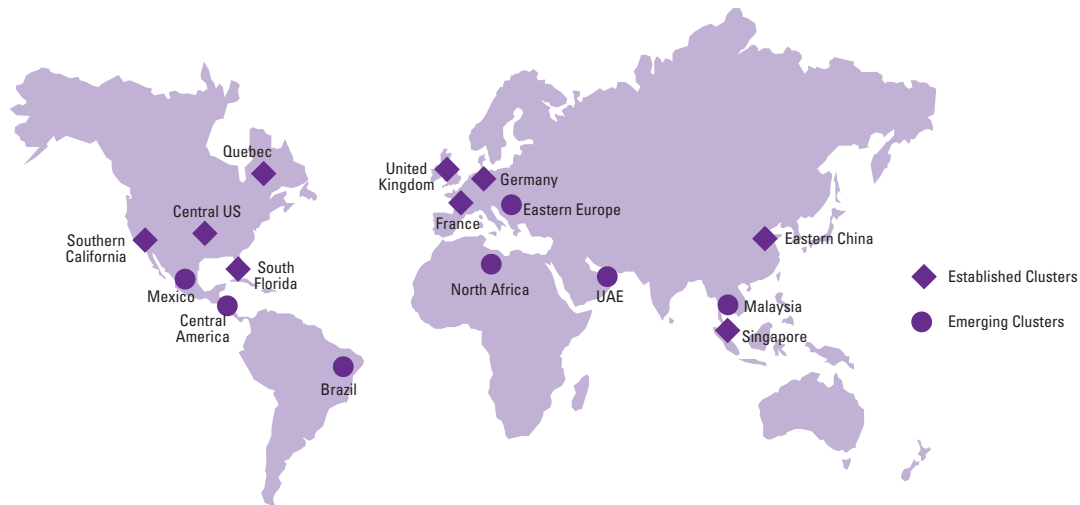 Quebec
Central US
Southern
California
South
Florida
Mexico
Central
America
Brazil
United
Kingdom
Germany
France
Eastern Europe
North Africa
UAE
Eastern China
Malaysia
Singapore
Established Clusters
Emerging Clusters